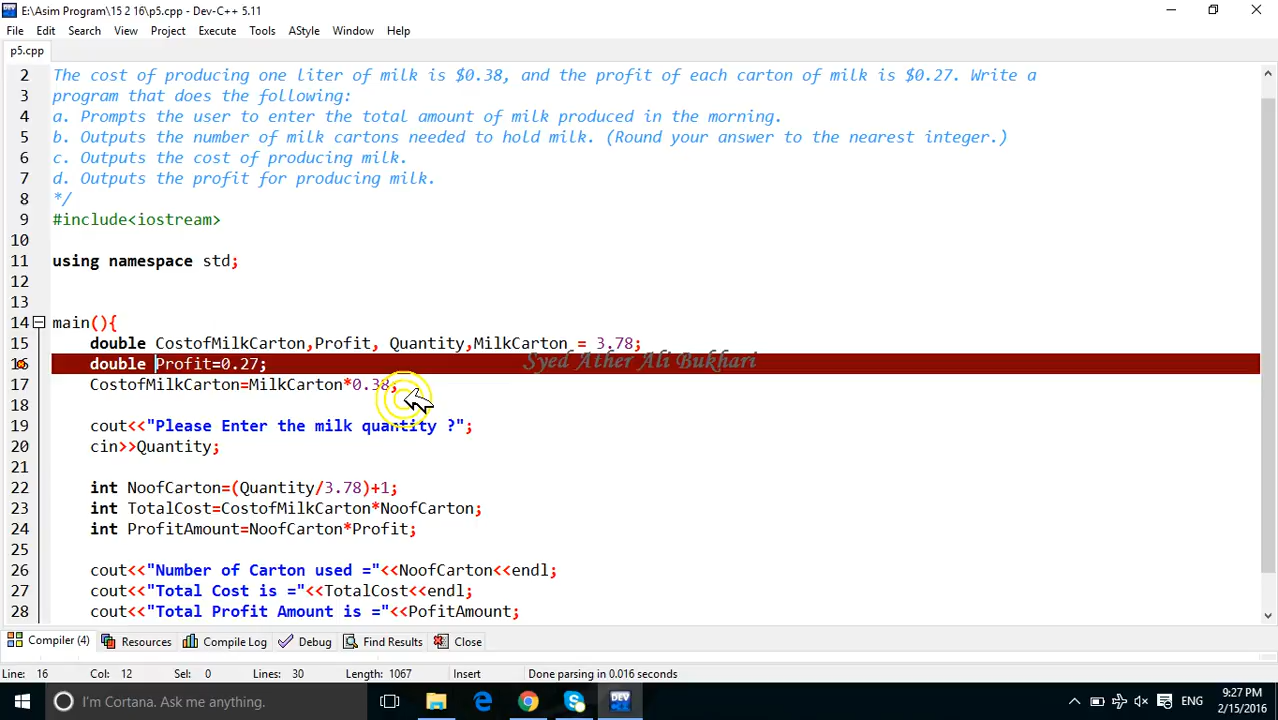 E:\Asim Program\15 2 16\p5.cpp - Dev-C++ 5.11
File Edit Search View Project Execute Tools AStyle Window Help
p5.cpp
2 The cost of producing one liter of milk is $0.38, and the profit of each carton of milk is $0.27. Write a
3 program that does the following:
4 a. Prompts the user to enter the total amount of milk produced in the morning.
5 b. Outputs the number of milk cartons needed to hold milk. (Round your answer to the nearest integer.)
6 c. Outputs the cost of producing milk.
7 d. Outputs the profit for producing milk.
8 */
9 #include<iostream>
10
11 using namespace std;
12
13
14 main(){
15 double CostofMilkCarton,Profit, Quantity,MilkCarton = 3.78;
16 double Profit=0.27;
Syed Ather Ali Bukhari
17 CostofMilkCarton=MilkCarton*0.38;
18
19 cout<<"Please Enter the milk quantity ?";
20 cin>>Quantity;
21
22 int NoofCarton=(Quantity/3.78)+1;
23 int TotalCost=CostofMilkCarton*NoofCarton;
24 int ProfitAmount=NoofCarton*Profit;
25
26 cout<<"Number of Carton used ="<<NoofCarton<<endl;
27 cout<<"Total Cost is ="<<TotalCost<<endl;
28 cout<<"Total Profit Amount is ="<<PofitAmount;
Compiler (4) Resources Compile Log Debug Find Results Close
Line: 16 Col: 12 Sel: 0 Lines: 30 Length: 1067 Insert Done parsing in 0.016 seconds
I'm Cortana. Ask me anything.
ENG
9:27 PM
2/15/2016